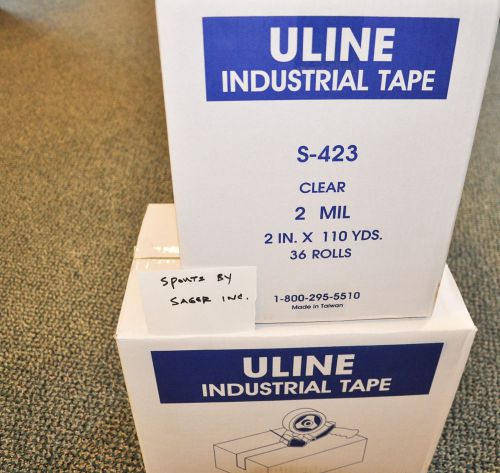 ULINE
INDUSTRIAL TAPE
S-423
CLEAR
2 MIL
2 IN. X 110 YDS.
36 ROLLS
1-800-295-5510
Made in Taiwan
SPORTS BY
SAGER INC.
ULINE
INDUSTRIAL TAPE